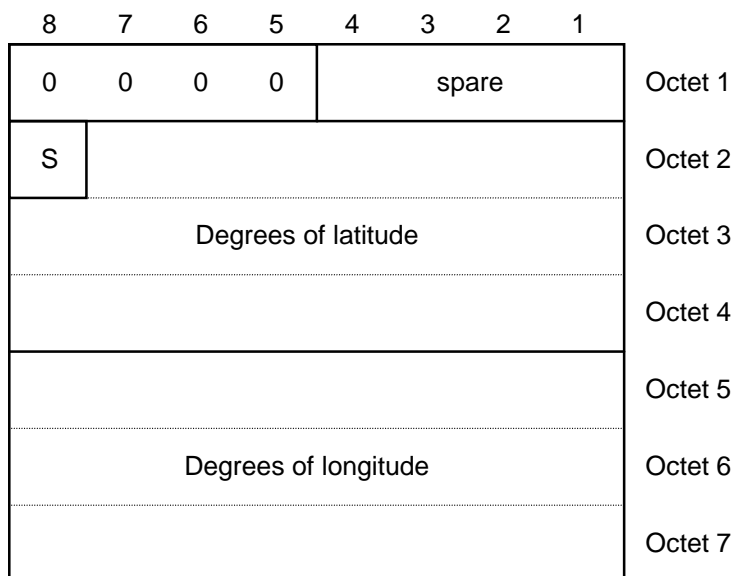 8 7 6 5 4 3 2 1
0 0 0 0 spare Octet 1
S Octet 2
Degrees of latitude Octet 3
Octet 4
Octet 5
Degrees of longitude Octet 6
Octet 7